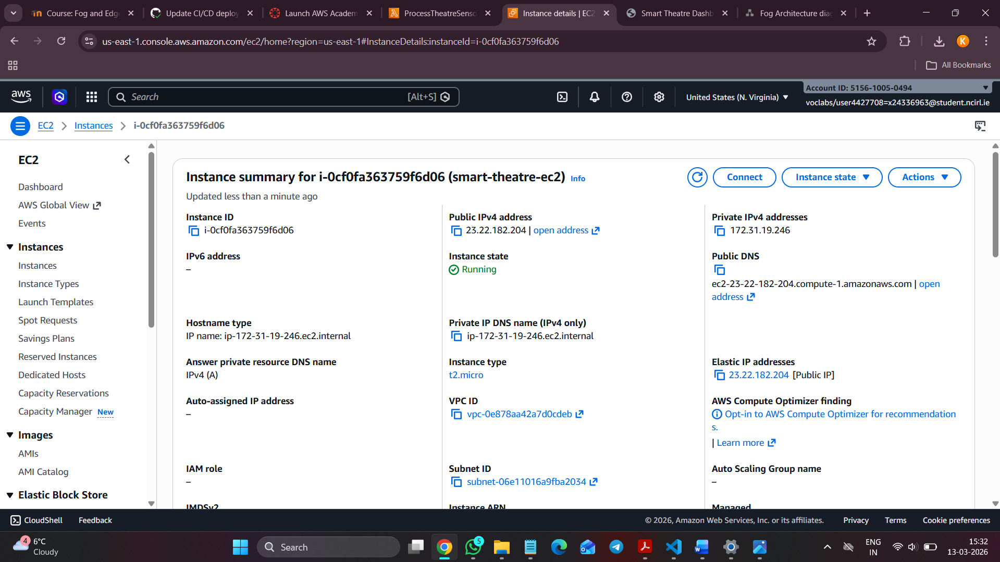 Course: Fog and Edg
Update CI/CD deploy
Launch AWS Academ
ProcessTheatreSenso
Instance details | EC2
Smart Theatre Dashb
Fog Architecture dia
us-east-1.console.aws.amazon.com/ec2/home?region=us-east-1#InstanceDetails:instanceId=i-0cf0fa363759f6d06
K
All Bookmarks
aws
Search
[Alt+S]
United States (N. Virginia)
Account ID: 5156-1005-0494
voclabs/user4427708=x24336963@student.ncirl.ie
EC2
Instances
i-0cf0fa363759f6d06
EC2
Dashboard
AWS Global View
Events
Instances
Instances
Instance Types
Launch Templates
Spot Requests
Savings Plans
Reserved Instances
Dedicated Hosts
Capacity Reservations
Capacity Manager New
Images
AMIs
AMI Catalog
Elastic Block Store
Instance summary for i-0cf0fa363759f6d06 (smart-theatre-ec2) Info
Updated less than a minute ago
Connect
Instance state
Actions
Instance ID
i-0cf0fa363759f6d06
Public IPv4 address
23.22.182.204 | open address
Private IPv4 addresses
172.31.19.246
IPv6 address
–
Instance state
Running
Public DNS
ec2-23-22-182-204.compute-1.amazonaws.com | open
address
Hostname type
IP name: ip-172-31-19-246.ec2.internal
Private IP DNS name (IPv4 only)
ip-172-31-19-246.ec2.internal
Answer private resource DNS name
IPv4 (A)
Instance type
t2.micro
Elastic IP addresses
23.22.182.204 [Public IP]
Auto-assigned IP address
–
VPC ID
vpc-0e878aa42a7d0cdeb
AWS Compute Optimizer finding
Opt-in to AWS Compute Optimizer for recommendation
s.
| Learn more
IAM role
–
Subnet ID
subnet-06e11016a9fba2034
Auto Scaling Group name
–
IMDSv2
Instance ARN
Managed
CloudShell
Feedback
© 2026, Amazon Web Services, Inc. or its affiliates.
Privacy
Terms
Cookie preferences
4
6°C
Cloudy
Search
5
ENG
IN
15:32
13-03-2026